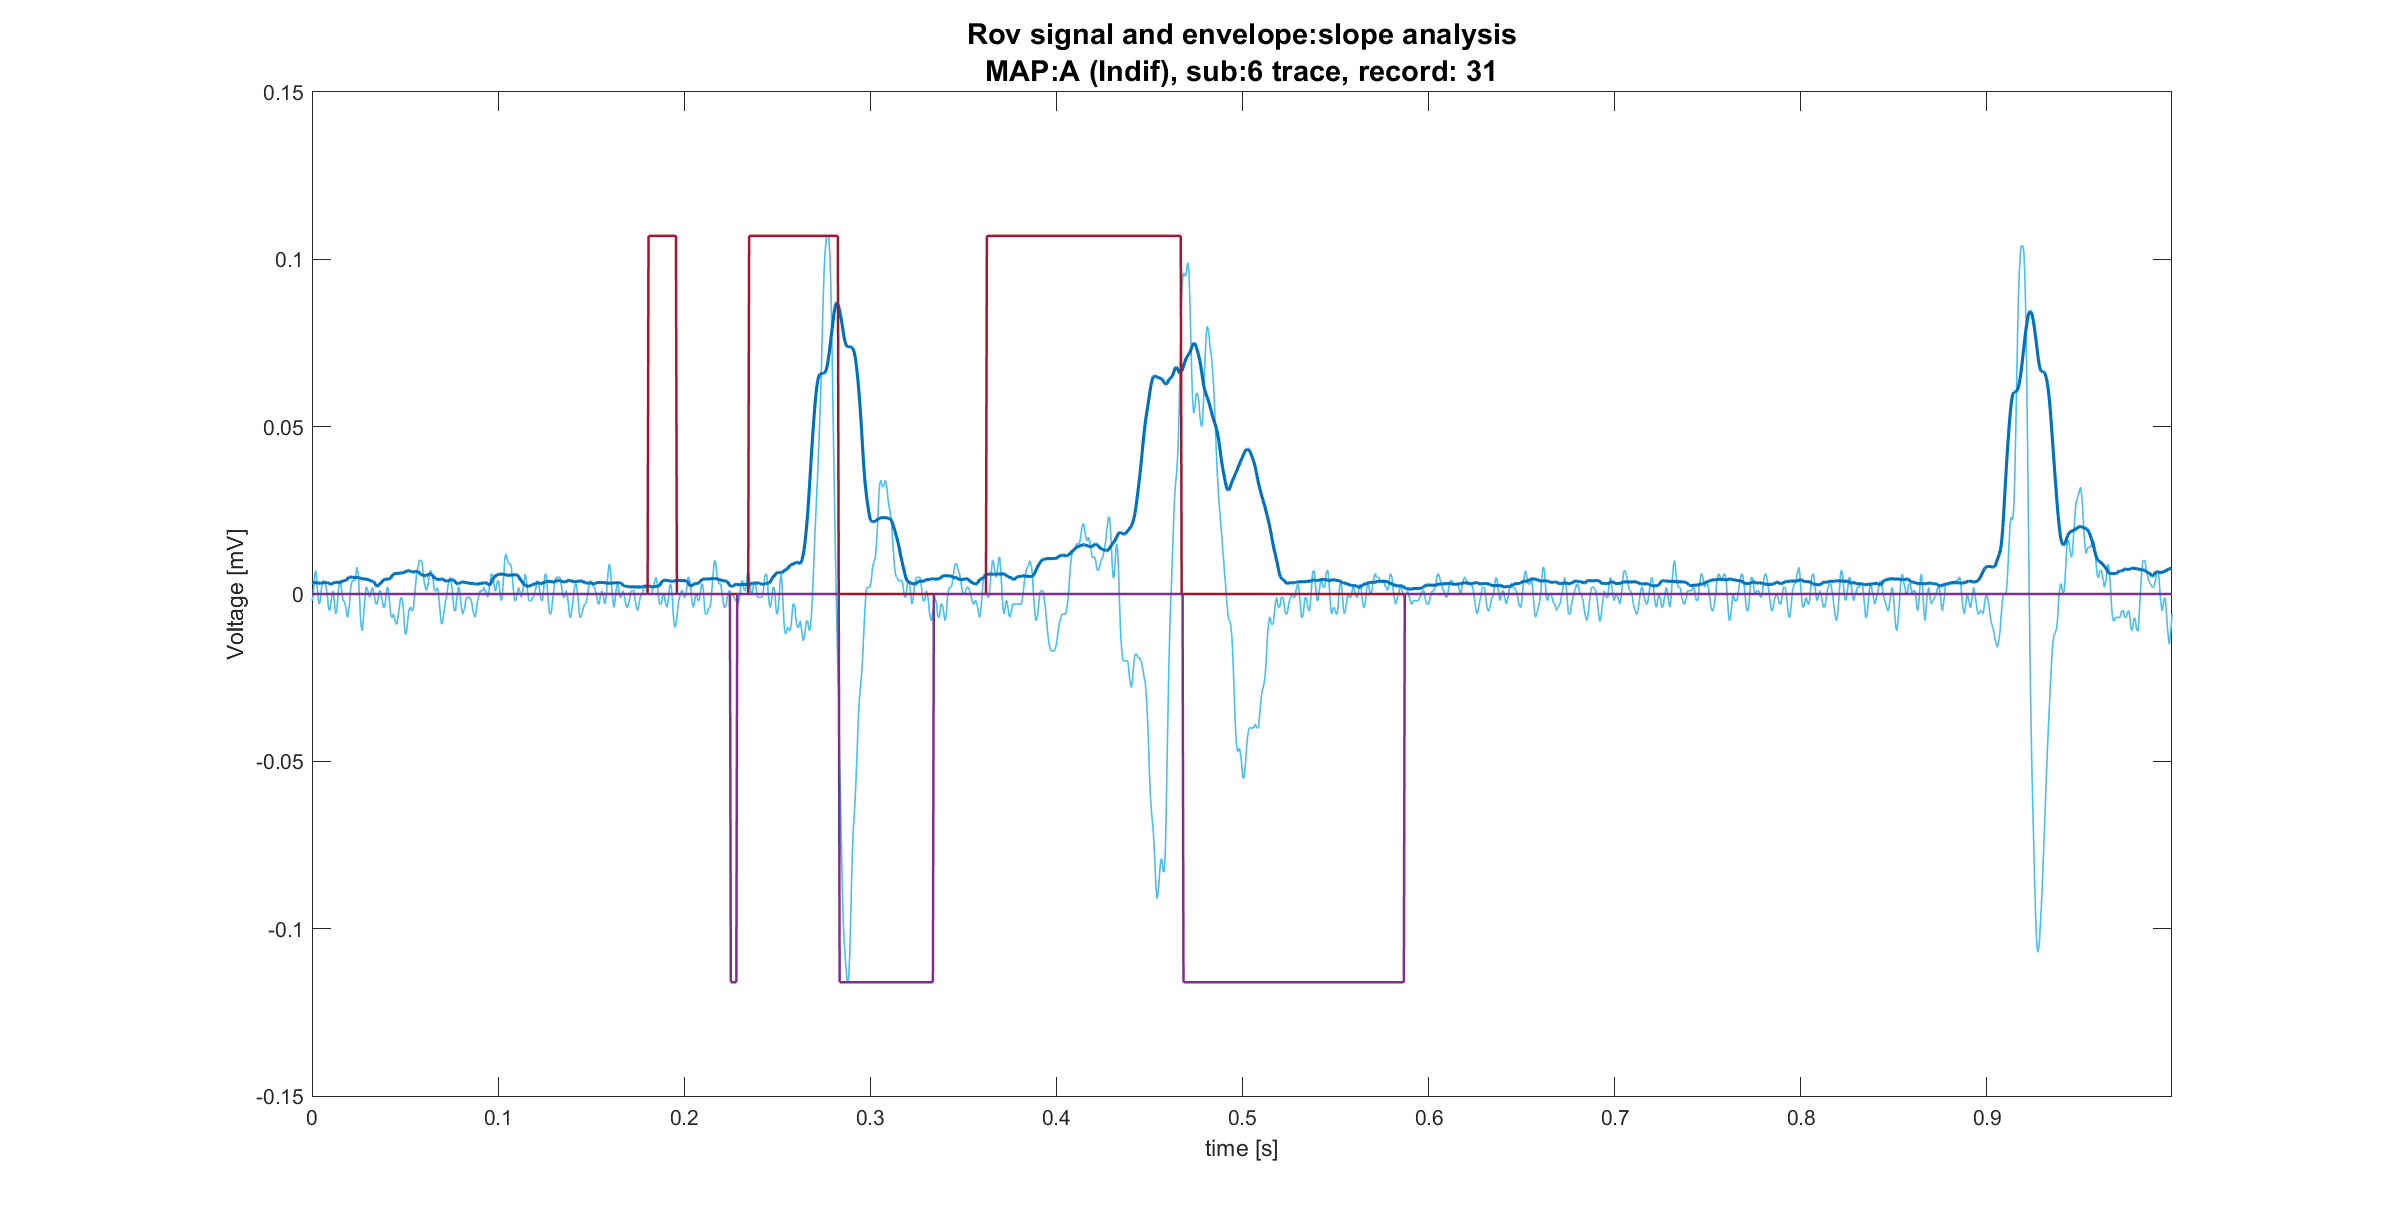 Rov signal and envelope:slope analysis
MAP:A (Indif), sub:6 trace, record: 31
0.15
0.1
0.05
0
-0.05
-0.1
-0.15
Voltage [mV]
0 0.1 0.2 0.3 0.4 0.5 0.6 0.7 0.8 0.9
time [s]